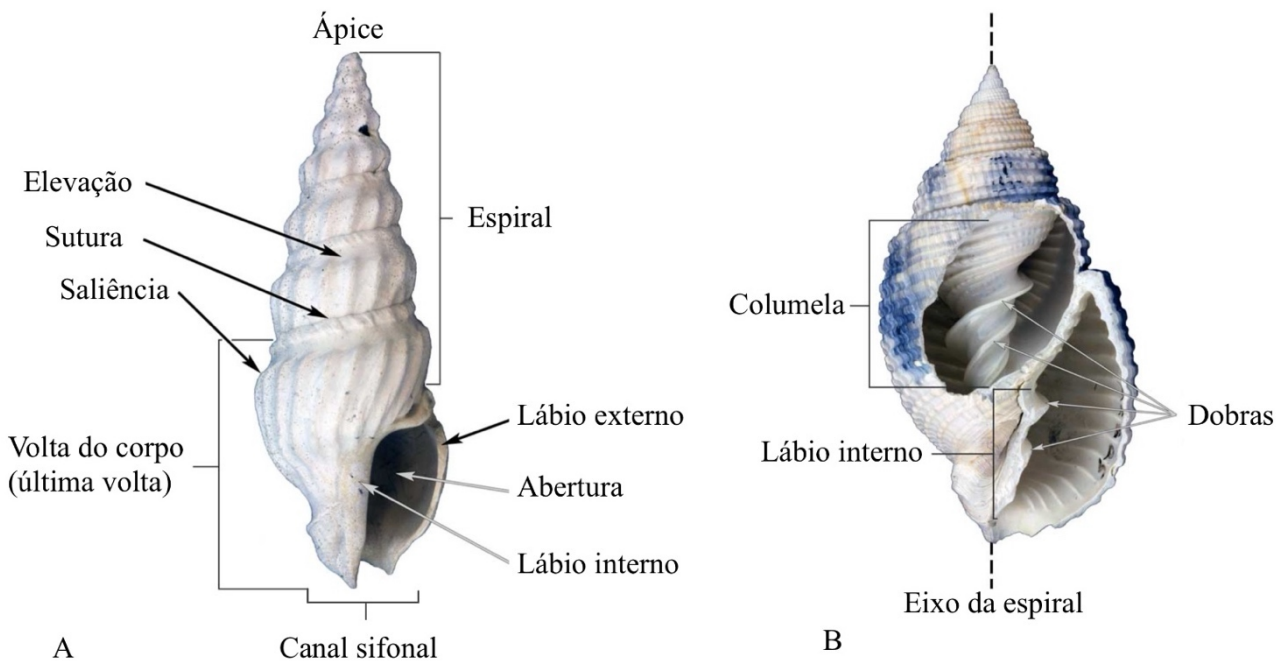 Ápice
Elevação
Sutura
Saliência
Espiral
Volta do corpo
(última volta)
Lábio externo
Abertura
Lábio interno
Canal sifonal
A
Columela
Lábio interno
Dobras
Eixo da espiral
B